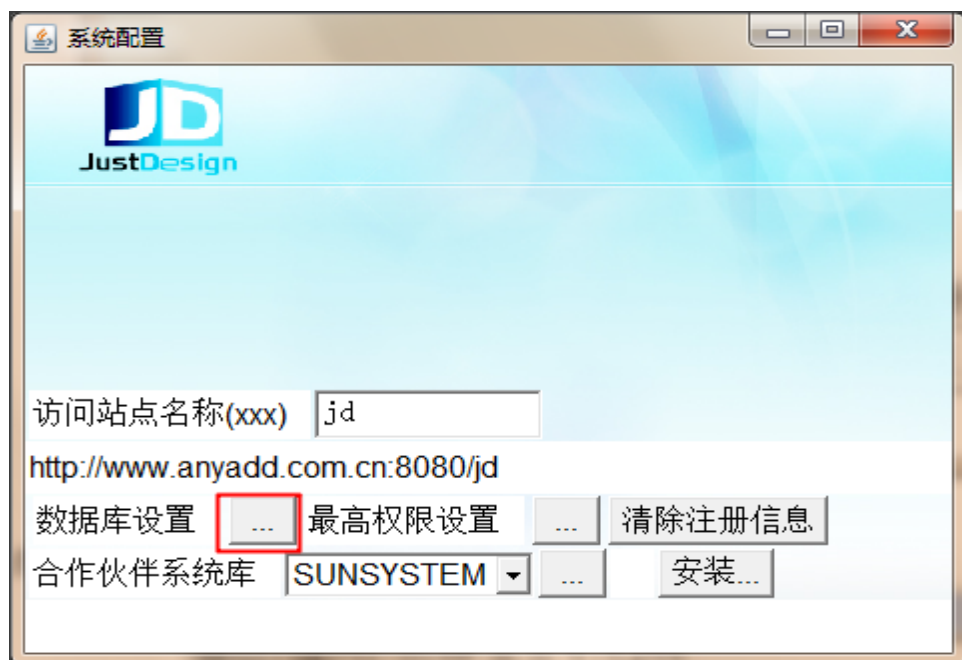 系统配置
JD
JustDesign
访问站点名称(xxx) jd
http://www.anyadd.com.cn:8080/jd
数据库设置 ... 最高权限设置 ... 清除注册信息
合作伙伴系统库 SUNSYSTEM ... 安装...